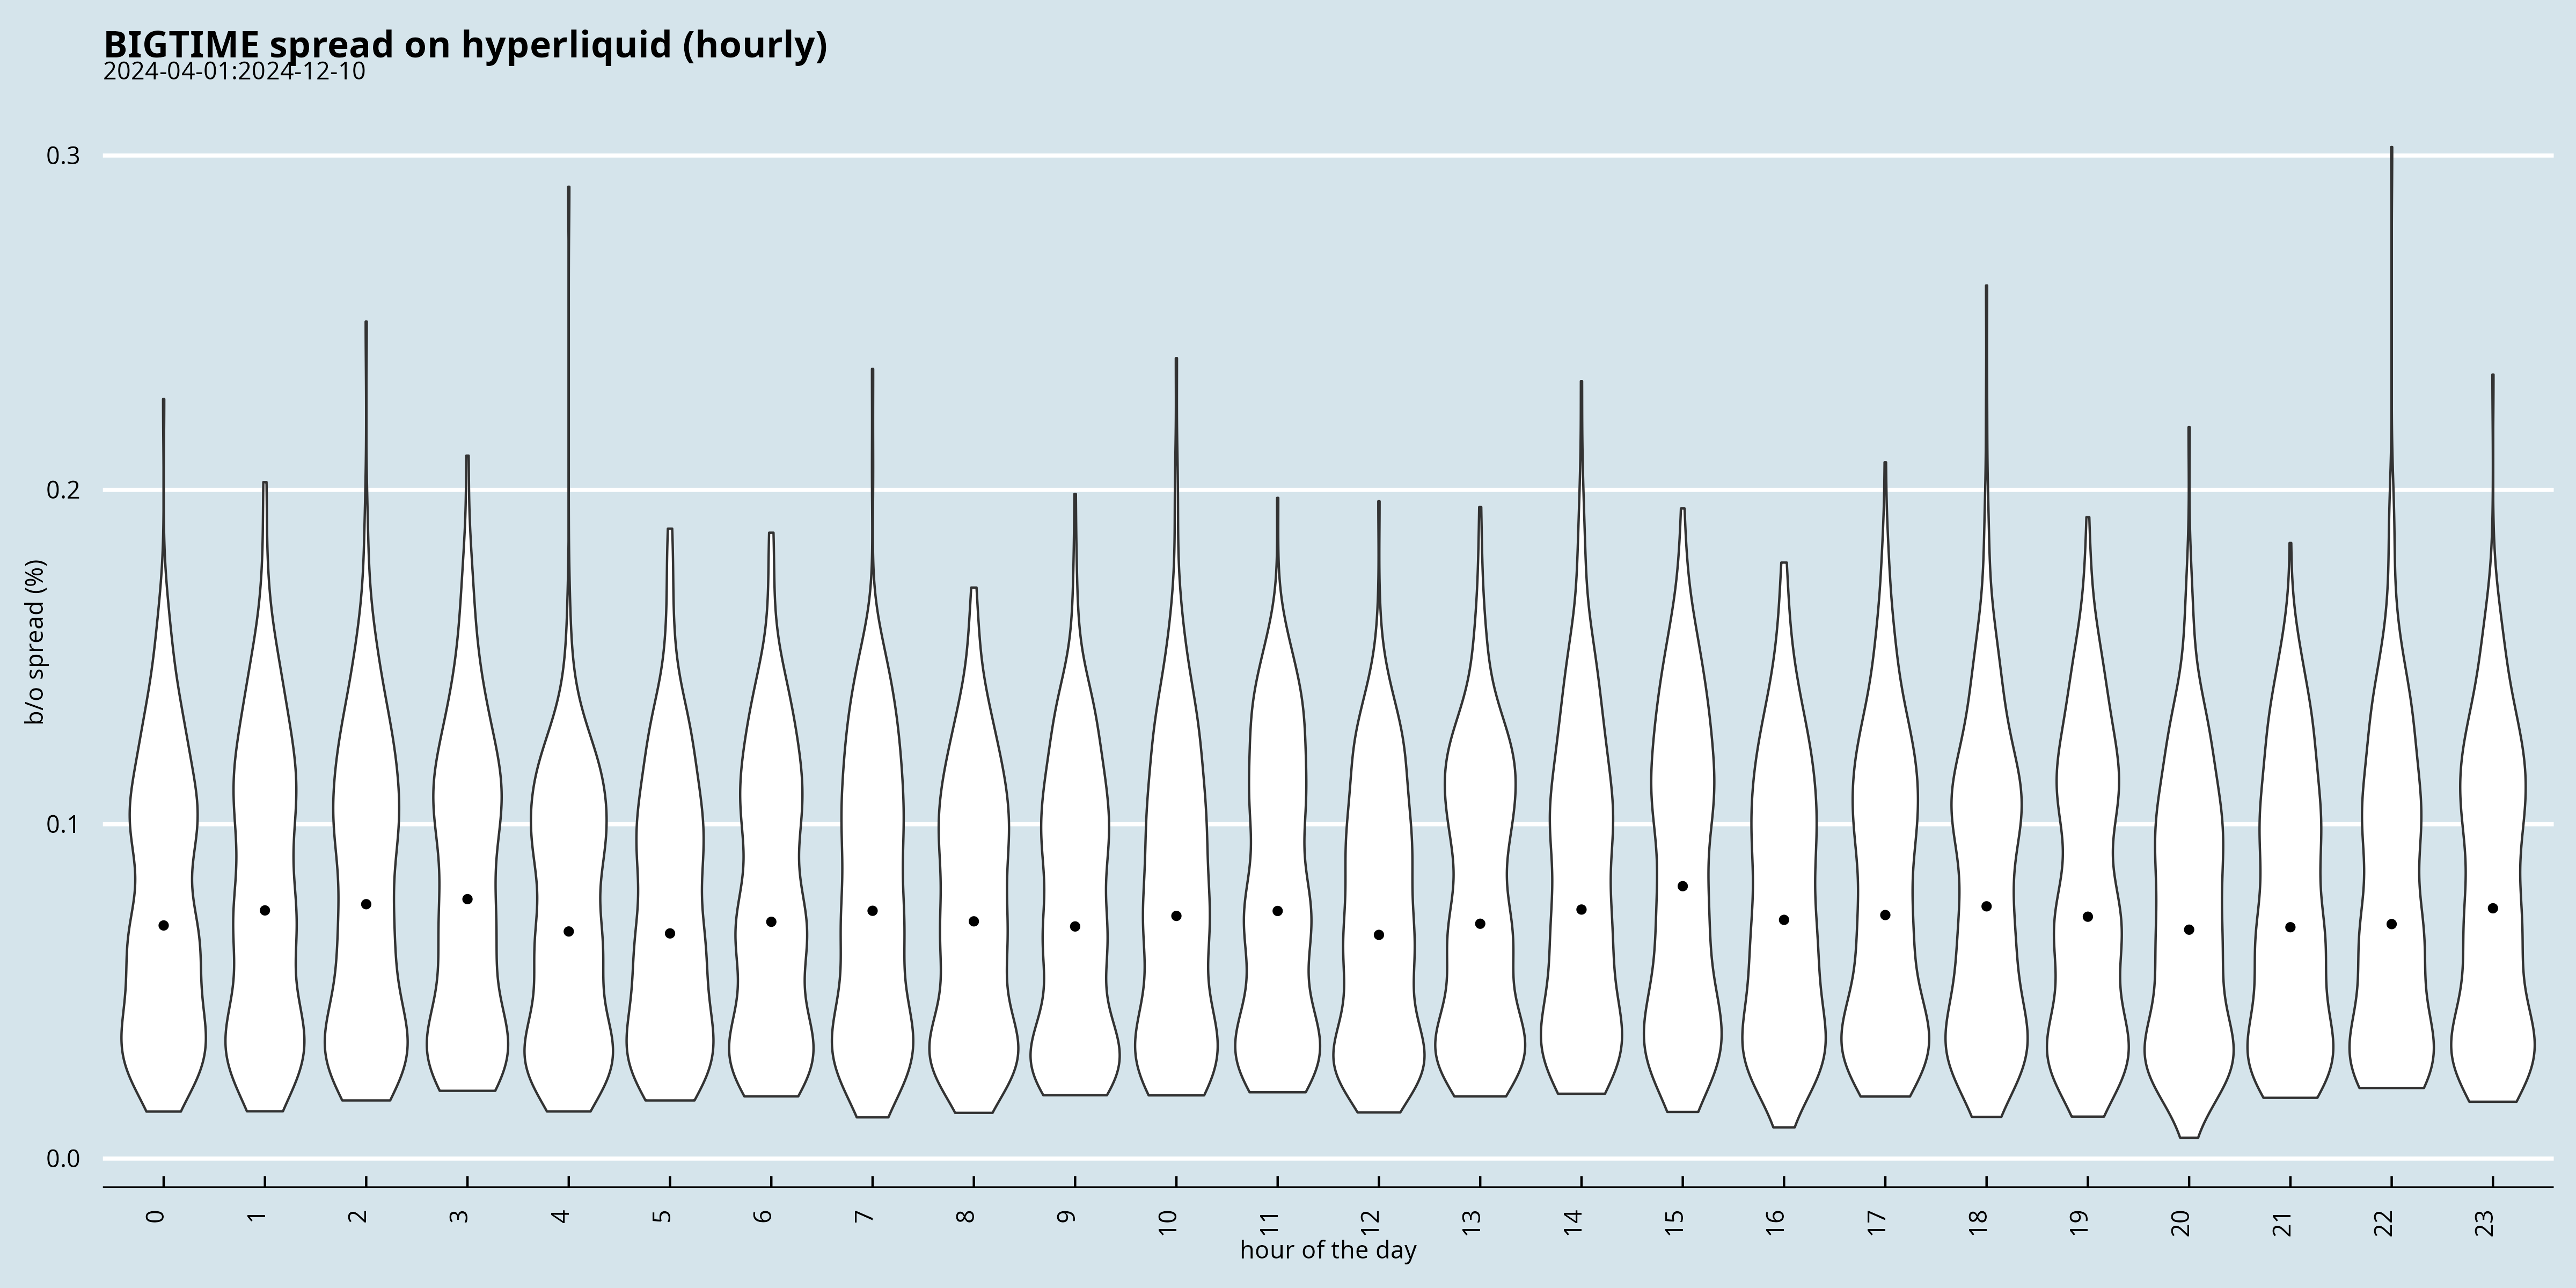 BIGTIME spread on hyperliquid (hourly)
2024-04-01:2024-12-10
b/o spread (%)
0.3
0.2
0.1
0.0
0 1 2 3 4 5 6 7 8 9 10 11 12 13 14 15 16 17 18 19 20 21 22 23
hour of the day